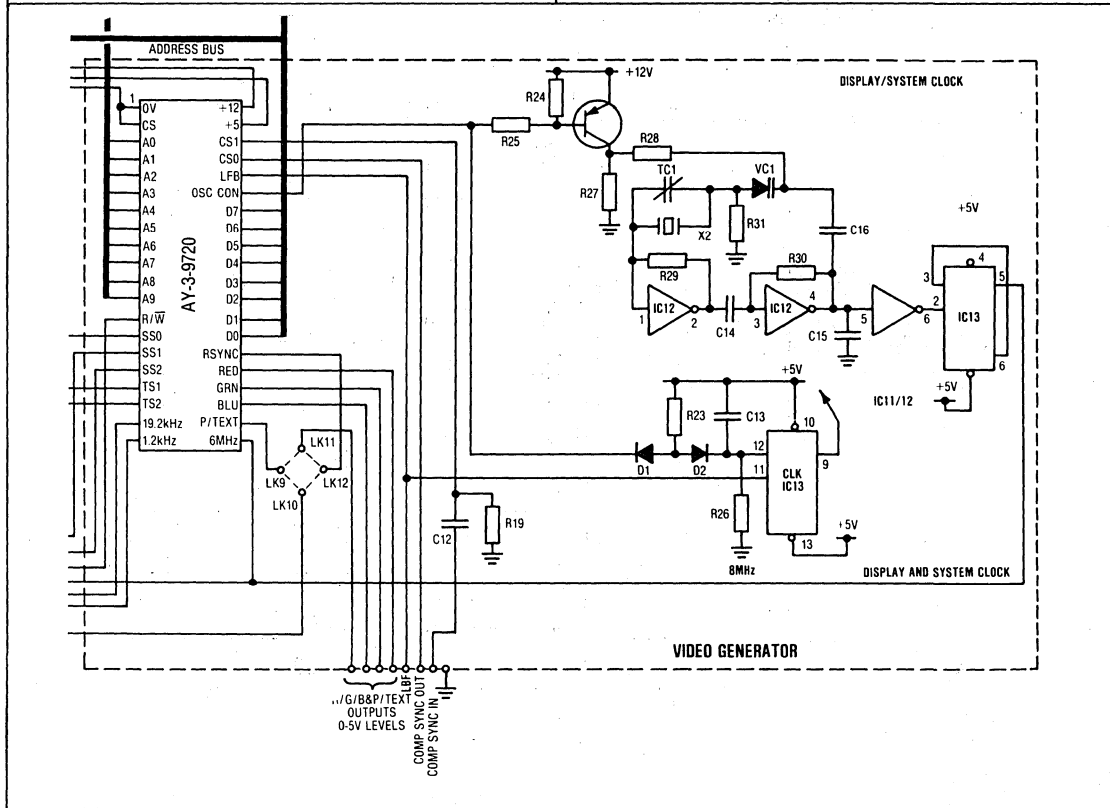 ADDRESS BUS
DISPLAY/SYSTEM CLOCK
+12V
R24
R25
R28
TC1
VC1
R27
R31
X2
C16
+5V
R29
R30
IC12
1
2
C14
IC12
3
4
C15
5
6
2
3
4
5
6
IC13
+5V
IC11/12
1
0V
CS
A0
A1
A2
A3
A4
A5
A6
A7
A8
A9
R/W̅
SS0
SS1
SS2
TS1
TS2
19.2kHz
1.2kHz
AY-3-9720
+12
+5
CS1
CS0
LFB
OSC CON
D7
D6
D5
D4
D3
D2
D1
D0
RSYNC
RED
GRN
BLU
P/TEXT
6MHz
LK11
LK9
LK12
LK10
+5V
R23
C13
D1
D2
12
11
10
9
CLK
IC13
13
R26
+5V
8MHz
C12
R19
DISPLAY AND SYSTEM CLOCK
VIDEO GENERATOR
/G/B&P/TEXT
OUTPUTS
0-5V LEVELS
LBF
COMP SYNC OUT
COMP SYNC IN